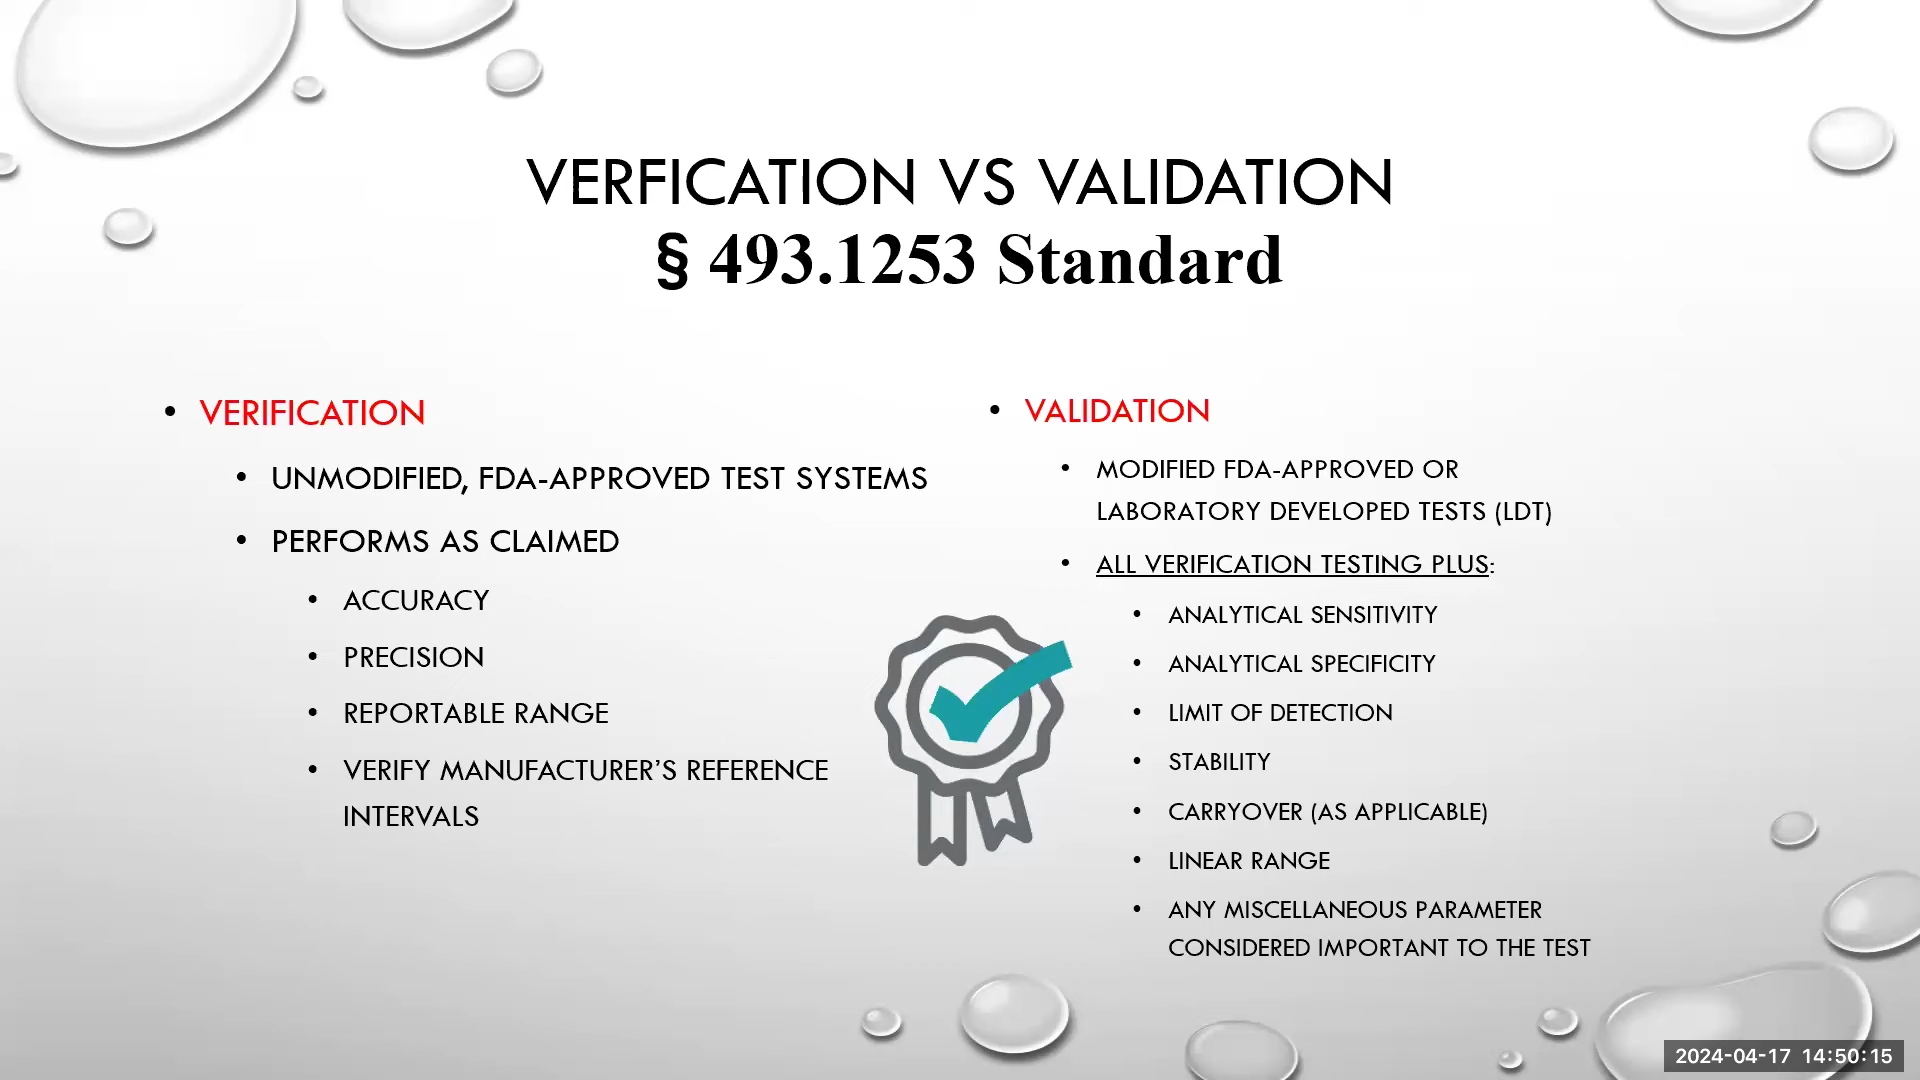 VERFICATION VS VALIDATION
§ 493.1253 Standard
• VERIFICATION
• UNMODIFIED, FDA-APPROVED TEST SYSTEMS
• PERFORMS AS CLAIMED
• ACCURACY
• PRECISION
• REPORTABLE RANGE
• VERIFY MANUFACTURER’S REFERENCE
INTERVALS
• VALIDATION
• MODIFIED FDA-APPROVED OR
LABORATORY DEVELOPED TESTS (LDT)
• ALL VERIFICATION TESTING PLUS:
• ANALYTICAL SENSITIVITY
• ANALYTICAL SPECIFICITY
• LIMIT OF DETECTION
• STABILITY
• CARRYOVER (AS APPLICABLE)
• LINEAR RANGE
• ANY MISCELLANEOUS PARAMETER
CONSIDERED IMPORTANT TO THE TEST
2024-04-17 14:50:15